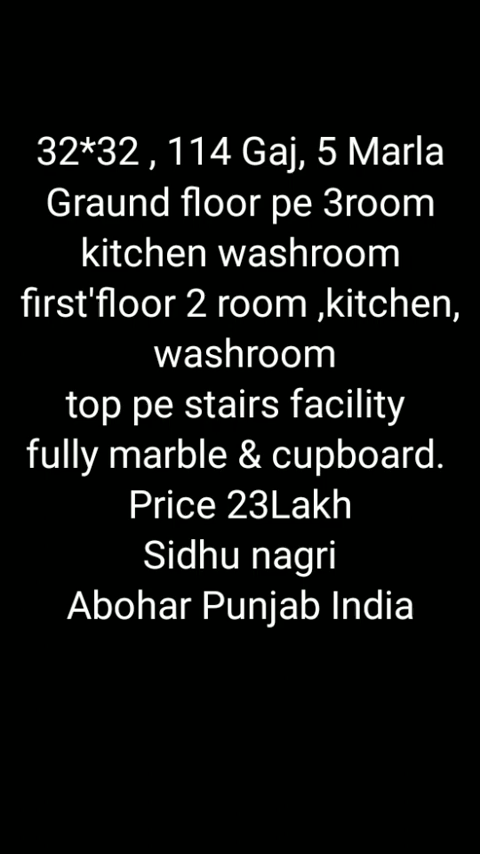 32*32 , 114 Gaj, 5 Marla
Graund floor pe 3room
kitchen washroom
first'floor 2 room ,kitchen,
washroom
top pe stairs facility
fully marble & cupboard.
Price 23Lakh
Sidhu nagri
Abohar Punjab India